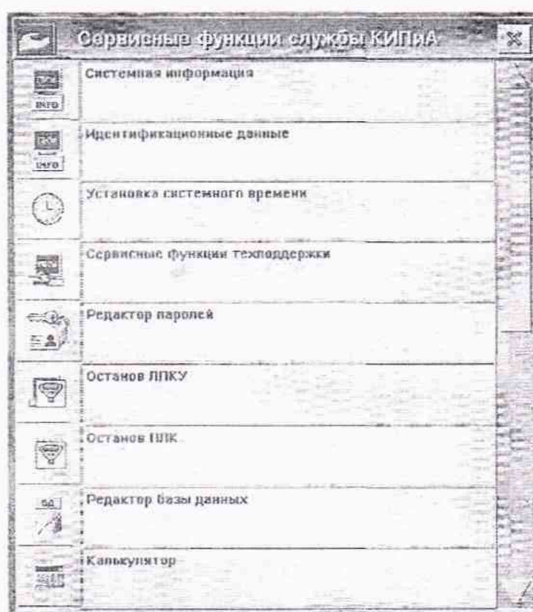 Сервисные функции службы КИПиА
Системная информация
INFO
Идентификационные данные
INFO
Установка системного времени
Сервисные функции техподдержки
Редактор паролей
Останов ЛПКУ
Останов ПЛК
Редактор базы данных
Калькулятор